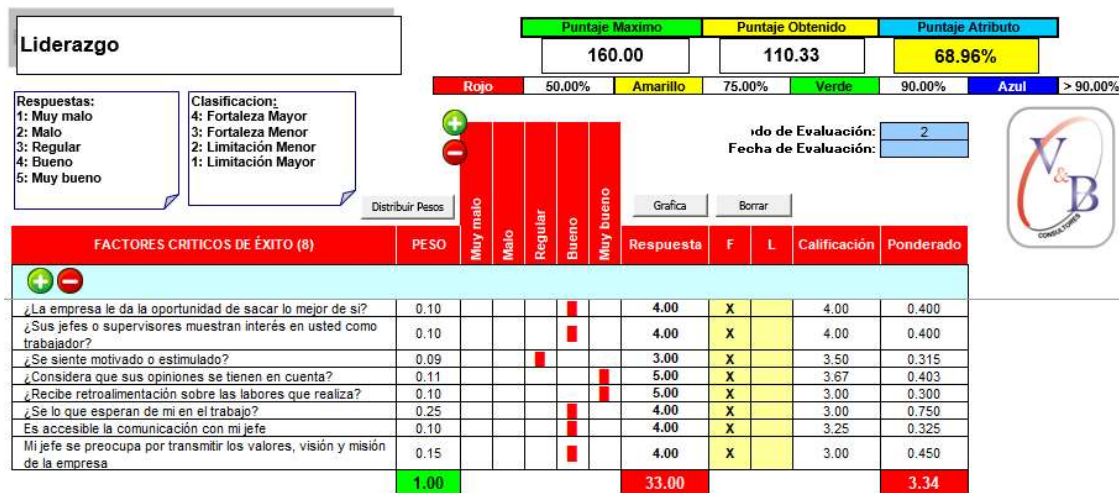 Liderazgo
Puntaje Maximo Puntaje Obtenido Puntaje Atributo
160.00 110.33 68.96%
Rojo 50.00% Amarillo 75.00% Verde 90.00% Azul > 90.00%
Respuestas:
1: Muy malo
2: Malo
3: Regular
4: Bueno
5: Muy bueno
Clasificacion:
4: Fortaleza Mayor
3: Fortaleza Menor
2: Limitación Menor
1: Limitación Mayor
do de Evaluación: 2
Fecha de Evaluación:
V&B
CONSULTORES
Distribuir Pesos
Grafica
Borrar
FACTORES CRITICOS DE ÉXITO (8) PESO Muy malo Malo Regular Bueno Muy bueno Respuesta F L Calificación Ponderado
¿La empresa le da la oportunidad de sacar lo mejor de si? 0.10 4.00 X 4.00 0.400
¿Sus jefes o supervisores muestran interés en usted como
trabajador? 0.10 4.00 X 4.00 0.400
¿Se siente motivado o estimulado? 0.09 3.00 X 3.50 0.315
¿Considera que sus opiniones se tienen en cuenta? 0.11 5.00 X 3.67 0.403
¿Recibe retroalimentación sobre las labores que realiza? 0.10 5.00 X 3.00 0.300
¿Se lo que esperan de mi en el trabajo? 0.25 4.00 X 3.00 0.750
Es accesible la comunicación con mi jefe 0.10 4.00 X 3.25 0.325
Mi jefe se preocupa por transmitir los valores, visión y misión
de la empresa 0.15 4.00 X 3.00 0.450
1.00 33.00 3.34